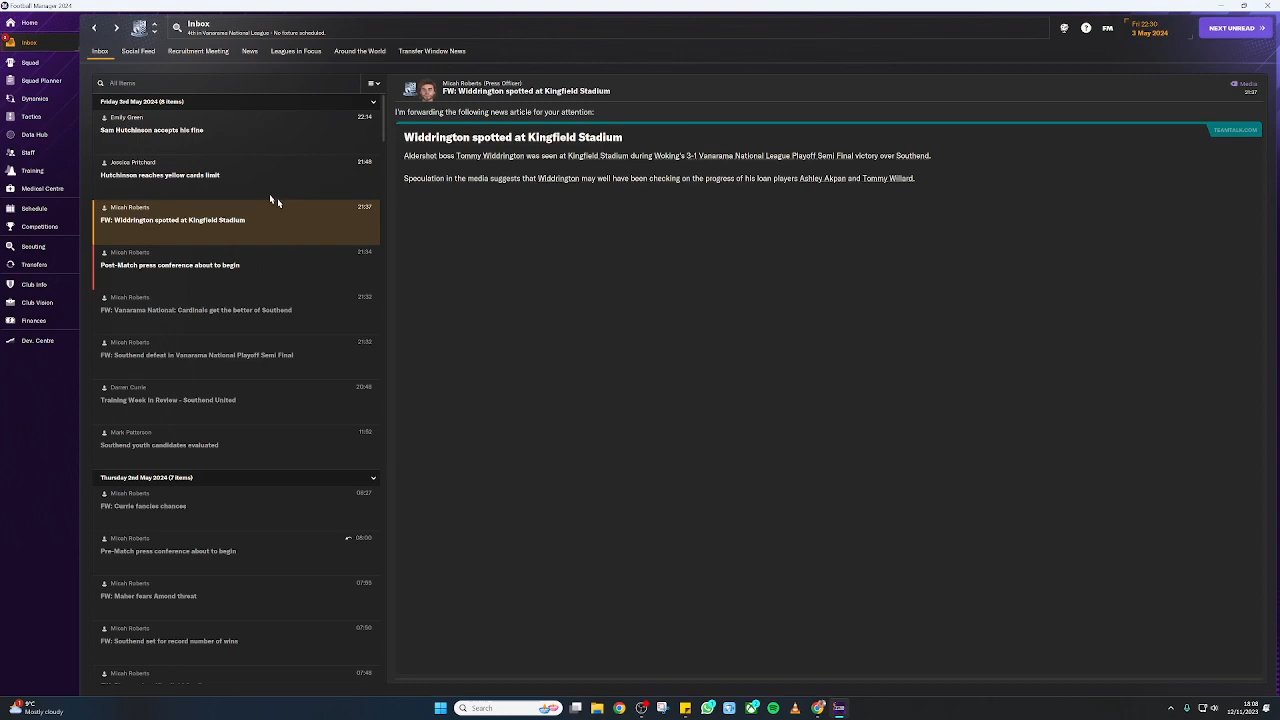 Football Manager 2024
Home
Inbox
Squad
Squad Planner
Dynamics
Tactics
Data Hub
Staff
Training
Medical Centre
Schedule
Competitions
Scouting
Transfers
Club Info
Club Vision
Finances
Dev. Centre
Inbox
4th in Vanarama National League - No fixture scheduled.
FM
Fri 22:30
3 May 2024
NEXT UNREAD
Inbox
Social Feed
Recruitment Meeting
News
Leagues in Focus
Around the World
Transfer Window News
All Items
Friday 3rd May 2024 (8 items)
Emily Green 22:14
Sam Hutchinson accepts his fine
Jessica Pritchard 21:48
Hutchinson reaches yellow cards limit
Micah Roberts 21:37
FW: Widdrington spotted at Kingfield Stadium
Micah Roberts 21:34
Post-Match press conference about to begin
Micah Roberts 21:32
FW: Vanarama National: Cardinals get the better of Southend
Micah Roberts 21:32
FW: Southend defeat in Vanarama National Playoff Semi Final
Darren Currie 20:48
Training Week in Review - Southend United
Mark Patterson 11:52
Southend youth candidates evaluated
Thursday 2nd May 2024 (7 items)
Micah Roberts 08:27
FW: Currie fancies chances
Micah Roberts 08:00
Pre-Match press conference about to begin
Micah Roberts 07:55
FW: Maher fears Amond threat
Micah Roberts 07:50
FW: Southend set for record number of wins
Micah Roberts 07:48
Micah Roberts (Press Officer)
FW: Widdrington spotted at Kingfield Stadium
Media
21:37
I'm forwarding the following news article for your attention:
Widdrington spotted at Kingfield Stadium
TEAMTALK.COM
Aldershot boss Tommy Widdrington was seen at Kingfield Stadium during Woking's 3-1 Vanarama National League Playoff Semi Final victory over Southend.
Speculation in the media suggests that Widdrington may well have been checking on the progress of his loan players Ashley Akpan and Tommy Willard.
9°C
Mostly cloudy
Search
18:08
12/11/2023